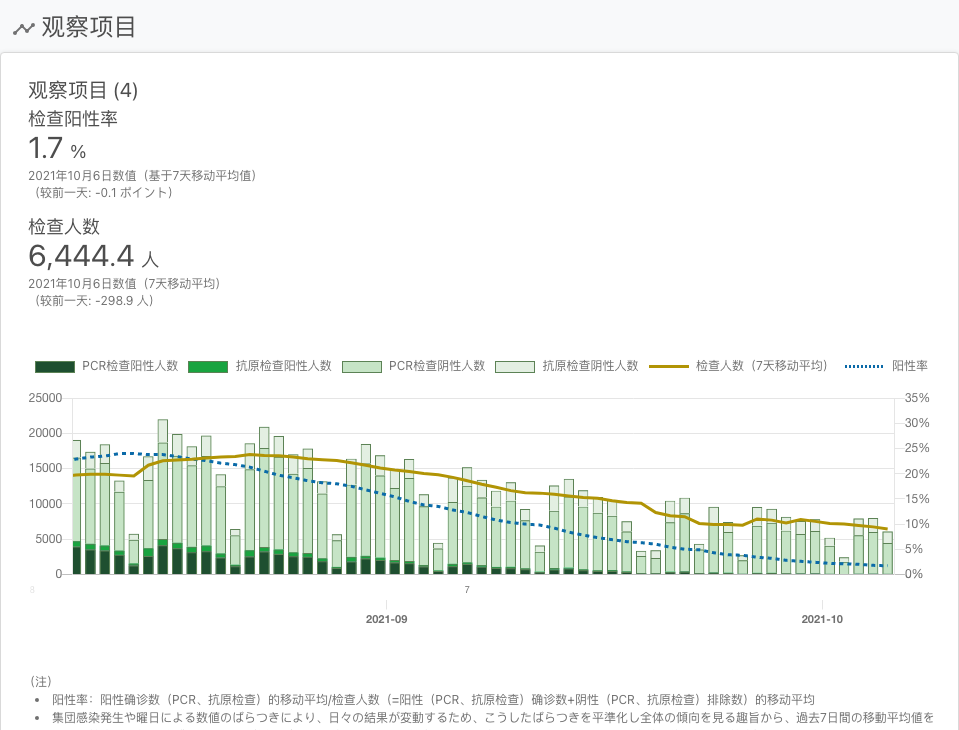 观察项目
观察项目 (4)
检查阳性率
1.7 %
2021年10月6日数值（基于7天移动平均值）
（较前一天: -0.1 ポイント）
检查人数
6,444.4 人
2021年10月6日数值（7天移动平均）
（较前一天: -298.9 人）
PCR检查阳性人数 抗原检查阳性人数 PCR检查阴性人数 抗原检查阴性人数 检查人数（7天移动平均） 阳性率
25000 35%
30%
20000
25%
15000 20%
15%
10000
10%
5000
5%
0 0%
8 7
2021-09 2021-10
（注）
• 阳性率：阳性确诊数（PCR、抗原检查）的移动平均/检查人数（=阳性（PCR、抗原检查）确诊数+阴性（PCR、抗原检查）排除数）的移动平均
• 集団感染発生や曜日による数値のばらつきにより、日々の結果が変動するため、こうしたばらつきを平準化し全体の傾向を見る趣旨から、過去7日間の移動平均値を